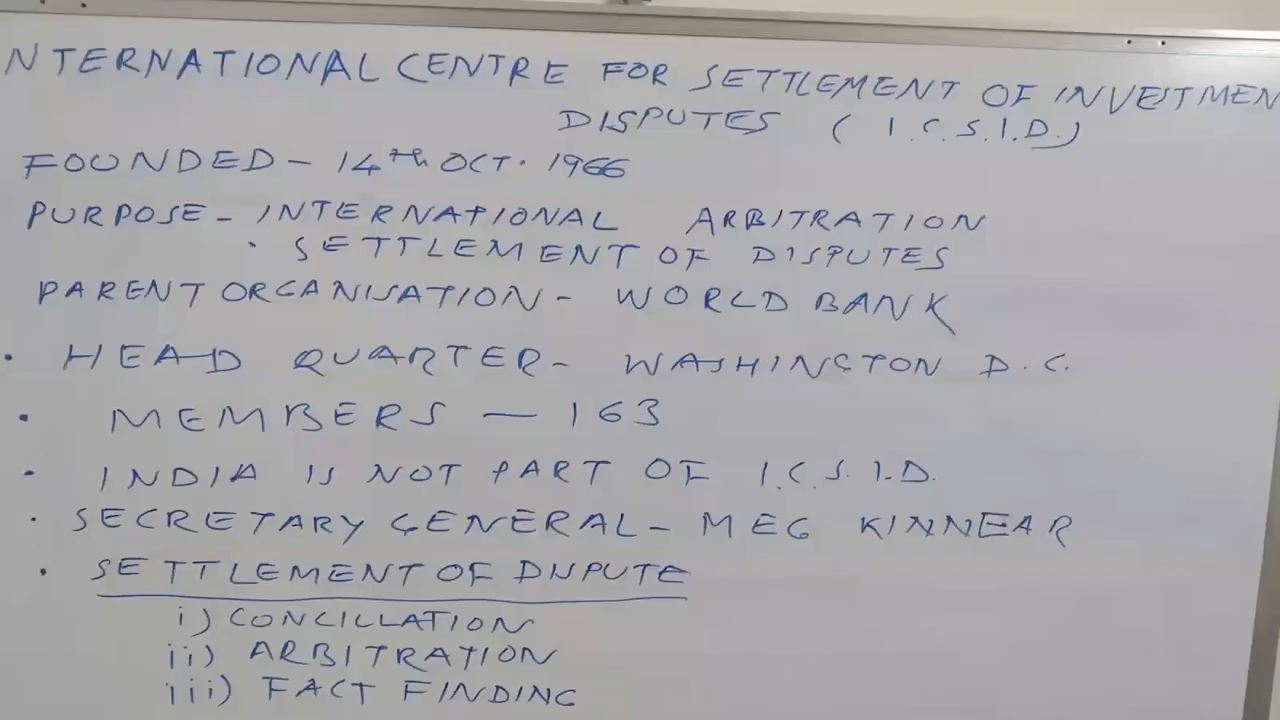 NTERNATIONAL CENTRE FOR SETTLEMENT OF INVESTMEN
DISPUTES ( I.C.S.I.D.)
FOUNDED - 14th OCT. 1966
PURPOSE - INTERNATIONAL ARBITRATION
· SETTLEMENT OF DISPUTES
PARENT ORGANISATION - WORLD BANK
· HEAD QUARTER - WASHINGTON D.C.
· MEMBERS — 163
- INDIA IS NOT PART OF I.C.S.I.D.
· SECRETARY GENERAL - MEG KINNEAR
· SETTLEMENT OF DISPUTE
i) CONCILLATION
ii) ARBITRATION
iii) FACT FINDING